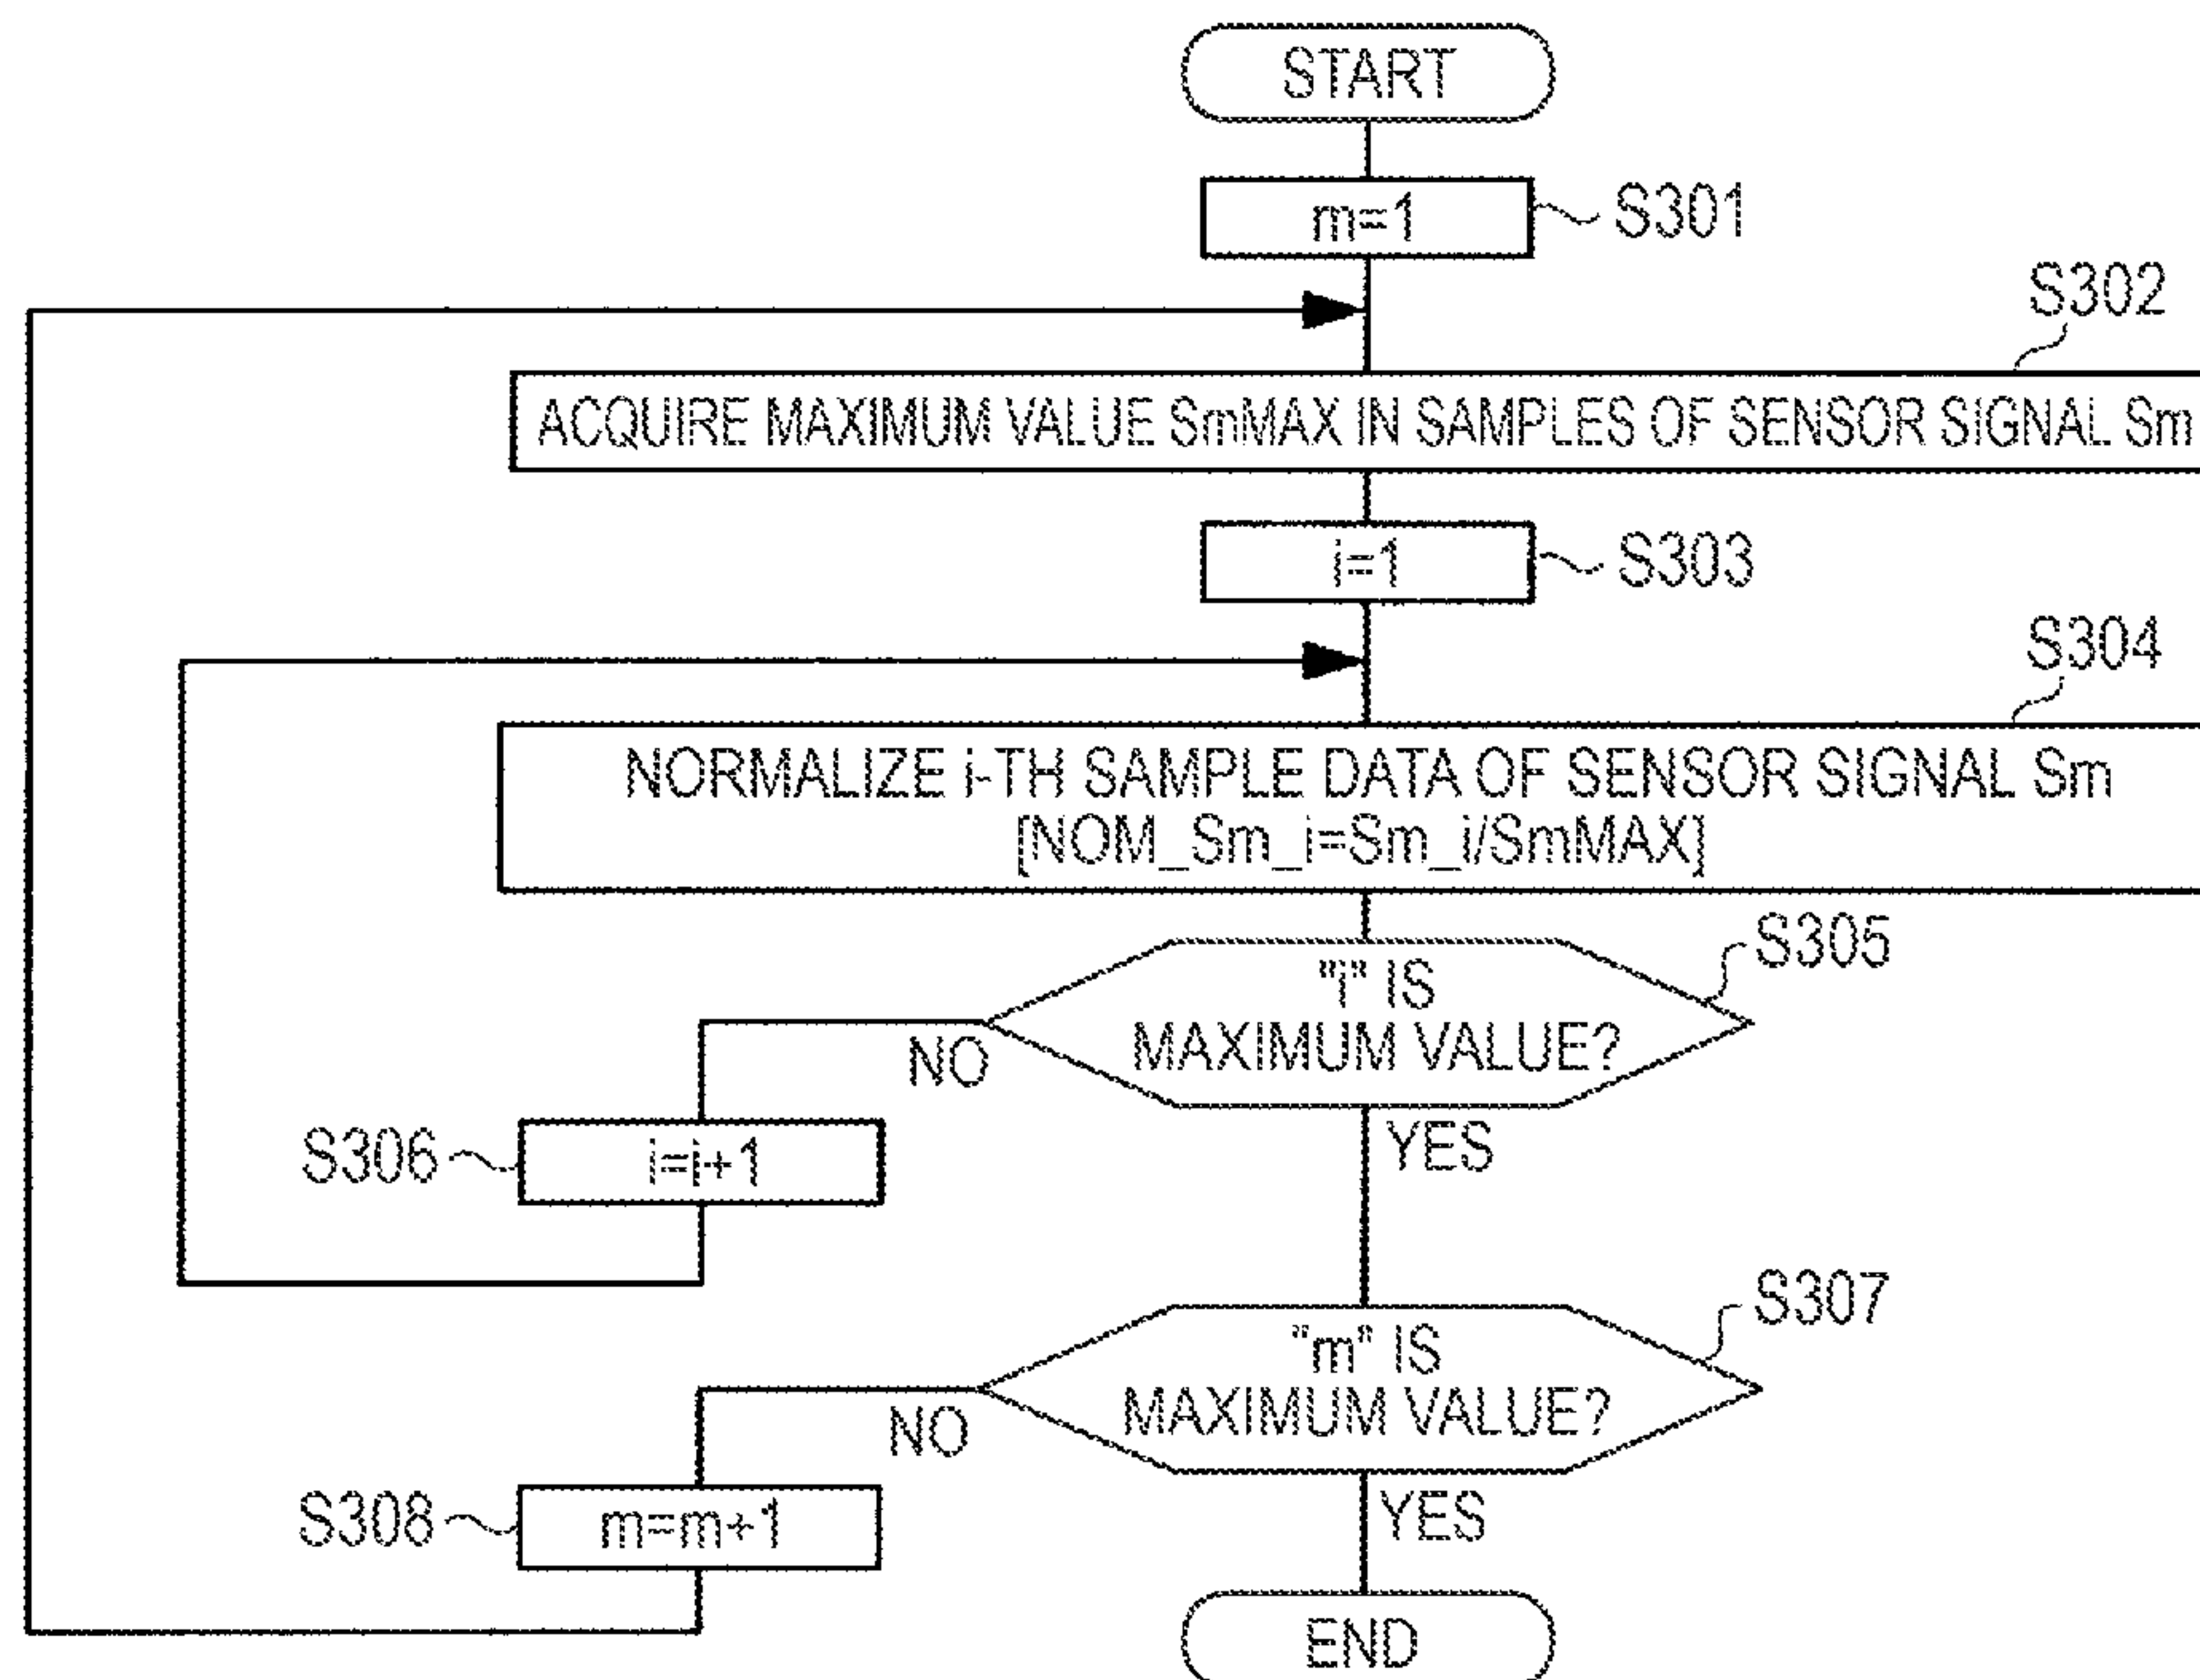 START
m=1
S301
S302
ACQUIRE MAXIMUM VALUE SmMAX IN SAMPLES OF SENSOR SIGNAL Sm
i=1
S303
S304
NORMALIZE i-TH SAMPLE DATA OF SENSOR SIGNAL Sm
[NOM_Sm_i=Sm_i/SmMAX]
S305
"i" IS
MAXIMUM VALUE?
NO
YES
S306
i=i+1
S307
"m" IS
MAXIMUM VALUE?
NO
YES
S308
m=m+1
END